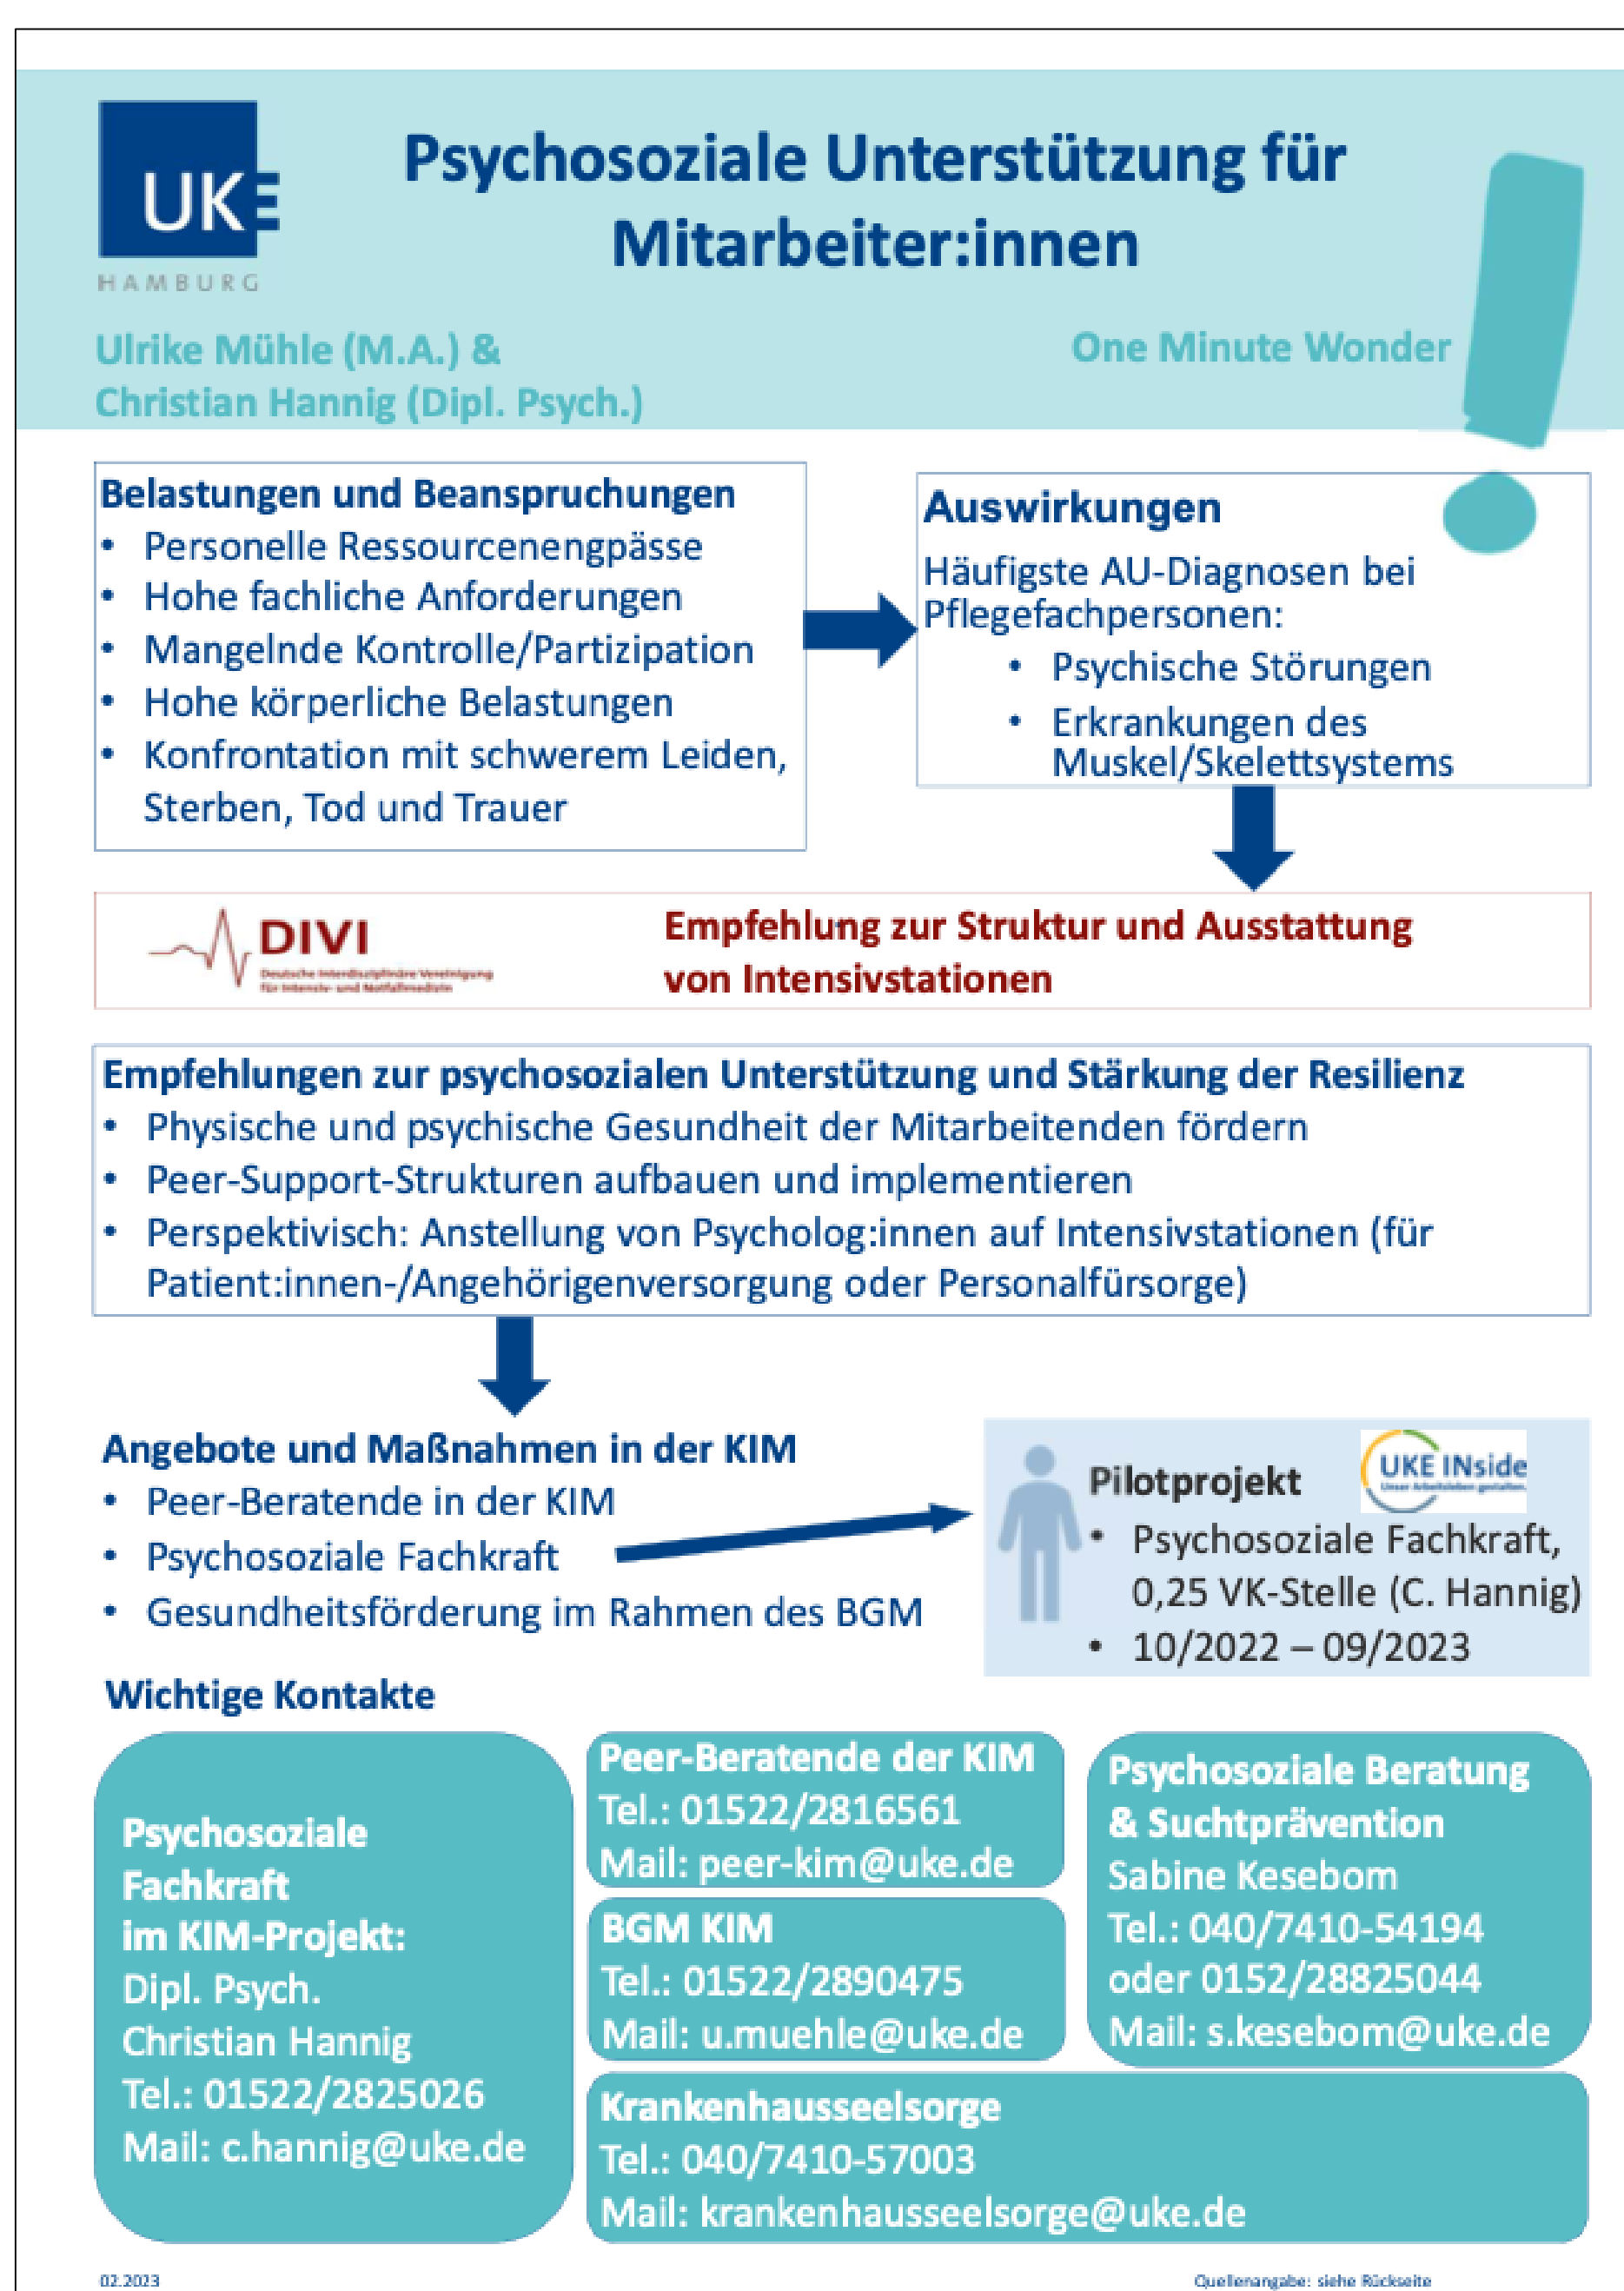 UKE
HAMBURG
Psychosoziale Unterstützung für
Mitarbeiter:innen
Ulrike Mühle (M.A.) &
Christian Hannig (Dipl. Psych.)
One Minute Wonder
Belastungen und Beanspruchungen
• Personelle Ressourcenengpässe
• Hohe fachliche Anforderungen
• Mangelnde Kontrolle/Partizipation
• Hohe körperliche Belastungen
• Konfrontation mit schwerem Leiden,
Sterben, Tod und Trauer
Auswirkungen
Häufigste AU-Diagnosen bei
Pflegefachpersonen:
• Psychische Störungen
• Erkrankungen des
Muskel/Skelettsystems
DIVI
Deutsche Interdisziplinäre Vereinigung
für Intensiv- und Notfallmedizin
Empfehlung zur Struktur und Ausstattung
von Intensivstationen
Empfehlungen zur psychosozialen Unterstützung und Stärkung der Resilienz
• Physische und psychische Gesundheit der Mitarbeitenden fördern
• Peer-Support-Strukturen aufbauen und implementieren
• Perspektivisch: Anstellung von Psycholog:innen auf Intensivstationen (für
Patient:innen-/Angehörigenversorgung oder Personalfürsorge)
Angebote und Maßnahmen in der KIM
• Peer-Beratende in der KIM
• Psychosoziale Fachkraft
• Gesundheitsförderung im Rahmen des BGM
Pilotprojekt
UKE INside
Unser Arbeitsleben gestalten.
• Psychosoziale Fachkraft,
0,25 VK-Stelle (C. Hannig)
• 10/2022 – 09/2023
Wichtige Kontakte
Psychosoziale
Fachkraft
im KIM-Projekt:
Dipl. Psych.
Christian Hannig
Tel.: 01522/2825026
Mail: c.hannig@uke.de
Peer-Beratende der KIM
Tel.: 01522/2816561
Mail: peer-kim@uke.de
BGM KIM
Tel.: 01522/2890475
Mail: u.muehle@uke.de
Psychosoziale Beratung
& Suchtprävention
Sabine Kesebom
Tel.: 040/7410-54194
oder 0152/28825044
Mail: s.kesebom@uke.de
Krankenhausseelsorge
Tel.: 040/7410-57003
Mail: krankenhausseelsorge@uke.de
02.2023
Quellenangabe: siehe Rückseite